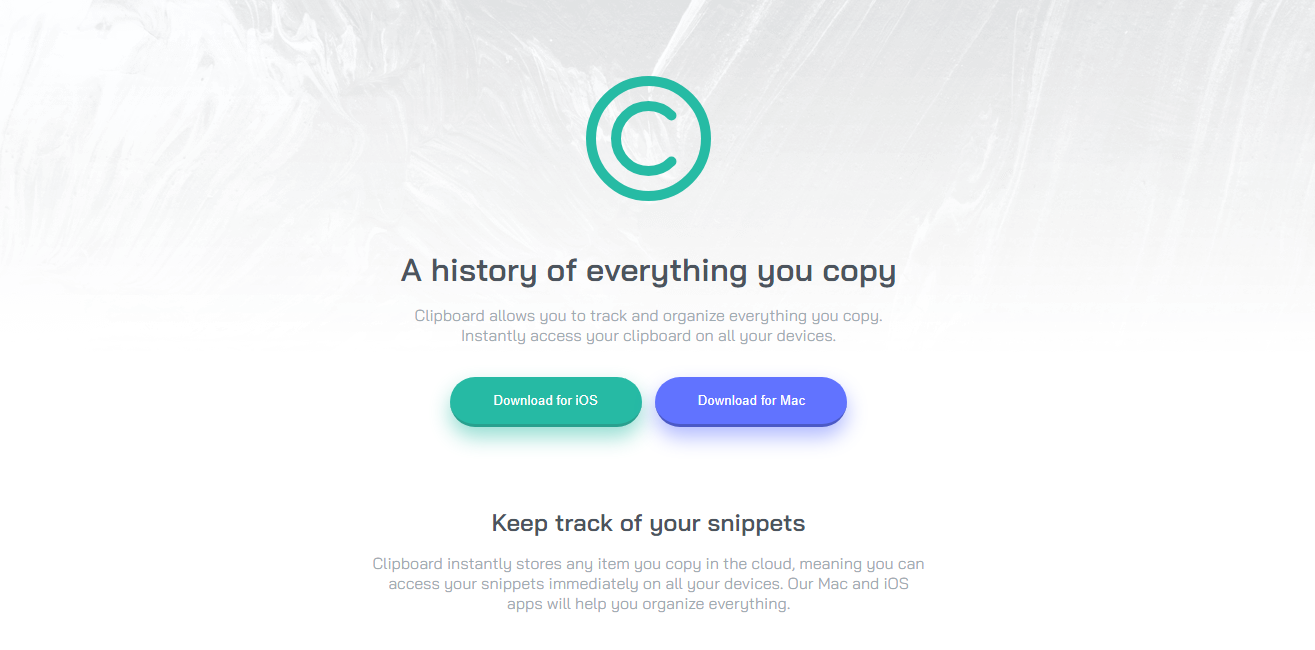 A history of everything you copy
Clipboard allows you to track and organize everything you copy.
Instantly access your clipboard on all your devices.
Download for iOS
Download for Mac
Keep track of your snippets
Clipboard instantly stores any item you copy in the cloud, meaning you can
access your snippets immediately on all your devices. Our Mac and iOS
apps will help you organize everything.